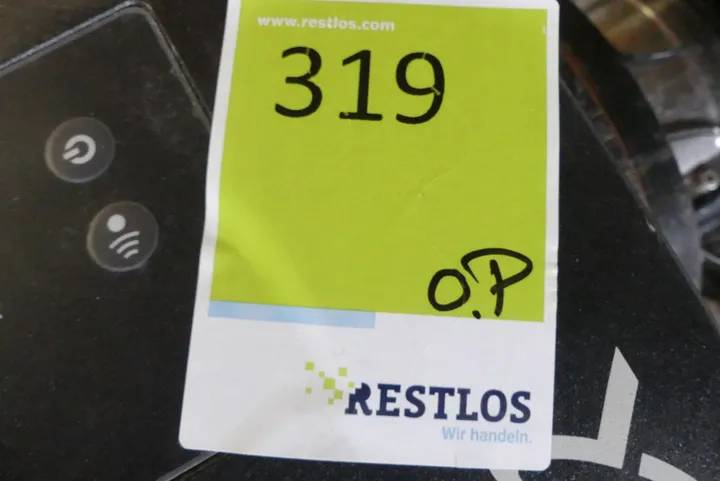 www.restlos.com
319
O.P
RESTLOS
Wir handeln.